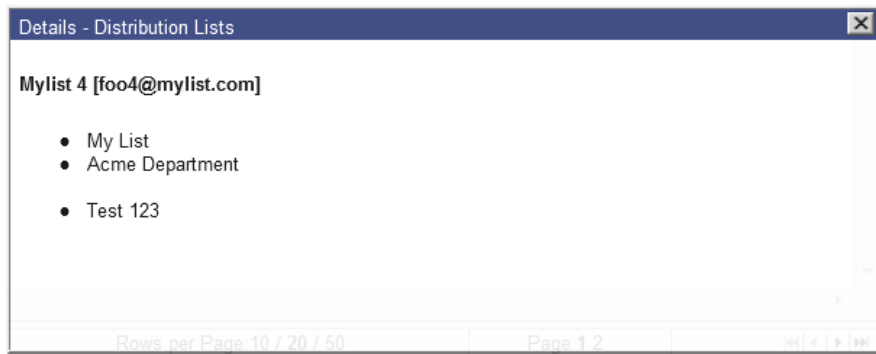 Details - Distribution Lists
Mylist 4 [foo4@mylist.com]
● My List
● Acme Department
● Test 123
Rows per Page:10 / 20 / 50 Page 1 2